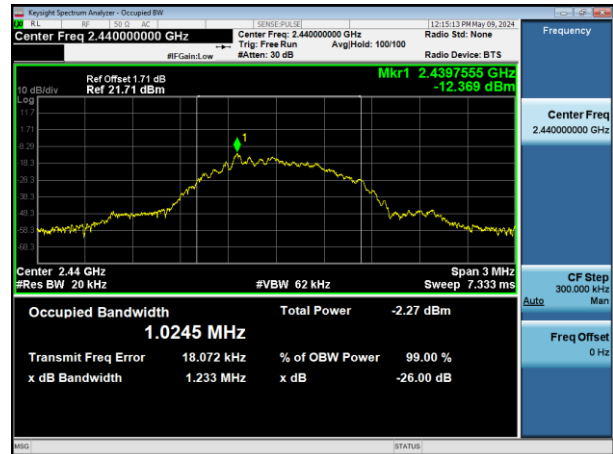 Keysight Spectrum Analyzer - Occupied BW
RL RF 50 Ω AC SENSE:PULSE 12:15:13 PM May 09, 2024
Center Freq 2.440000000 GHz Center Freq: 2.440000000 GHz Radio Std: None Frequency
Trig: Free Run Avg|Hold: 100/100
#IFGain:Low #Atten: 30 dB Radio Device: BTS
Ref Offset 1.71 dB Mkr1 2.4397555 GHz
10 dB/div Ref 21.71 dBm -12.369 dBm
Log
11.7
1.71
1
Center Freq
2.440000000 GHz
-18.3
-28.3
-38.3
-48.3
-58.3
-68.3
Center 2.44 GHz Span 3 MHz
#Res BW 20 kHz #VBW 62 kHz Sweep 7.333 ms
CF Step
300.000 kHz
Auto Man
Occupied Bandwidth Total Power -2.27 dBm
1.0245 MHz
Freq Offset
0 Hz
Transmit Freq Error 18.072 kHz % of OBW Power 99.00 %
x dB Bandwidth 1.233 MHz x dB -26.00 dB
MSG STATUS